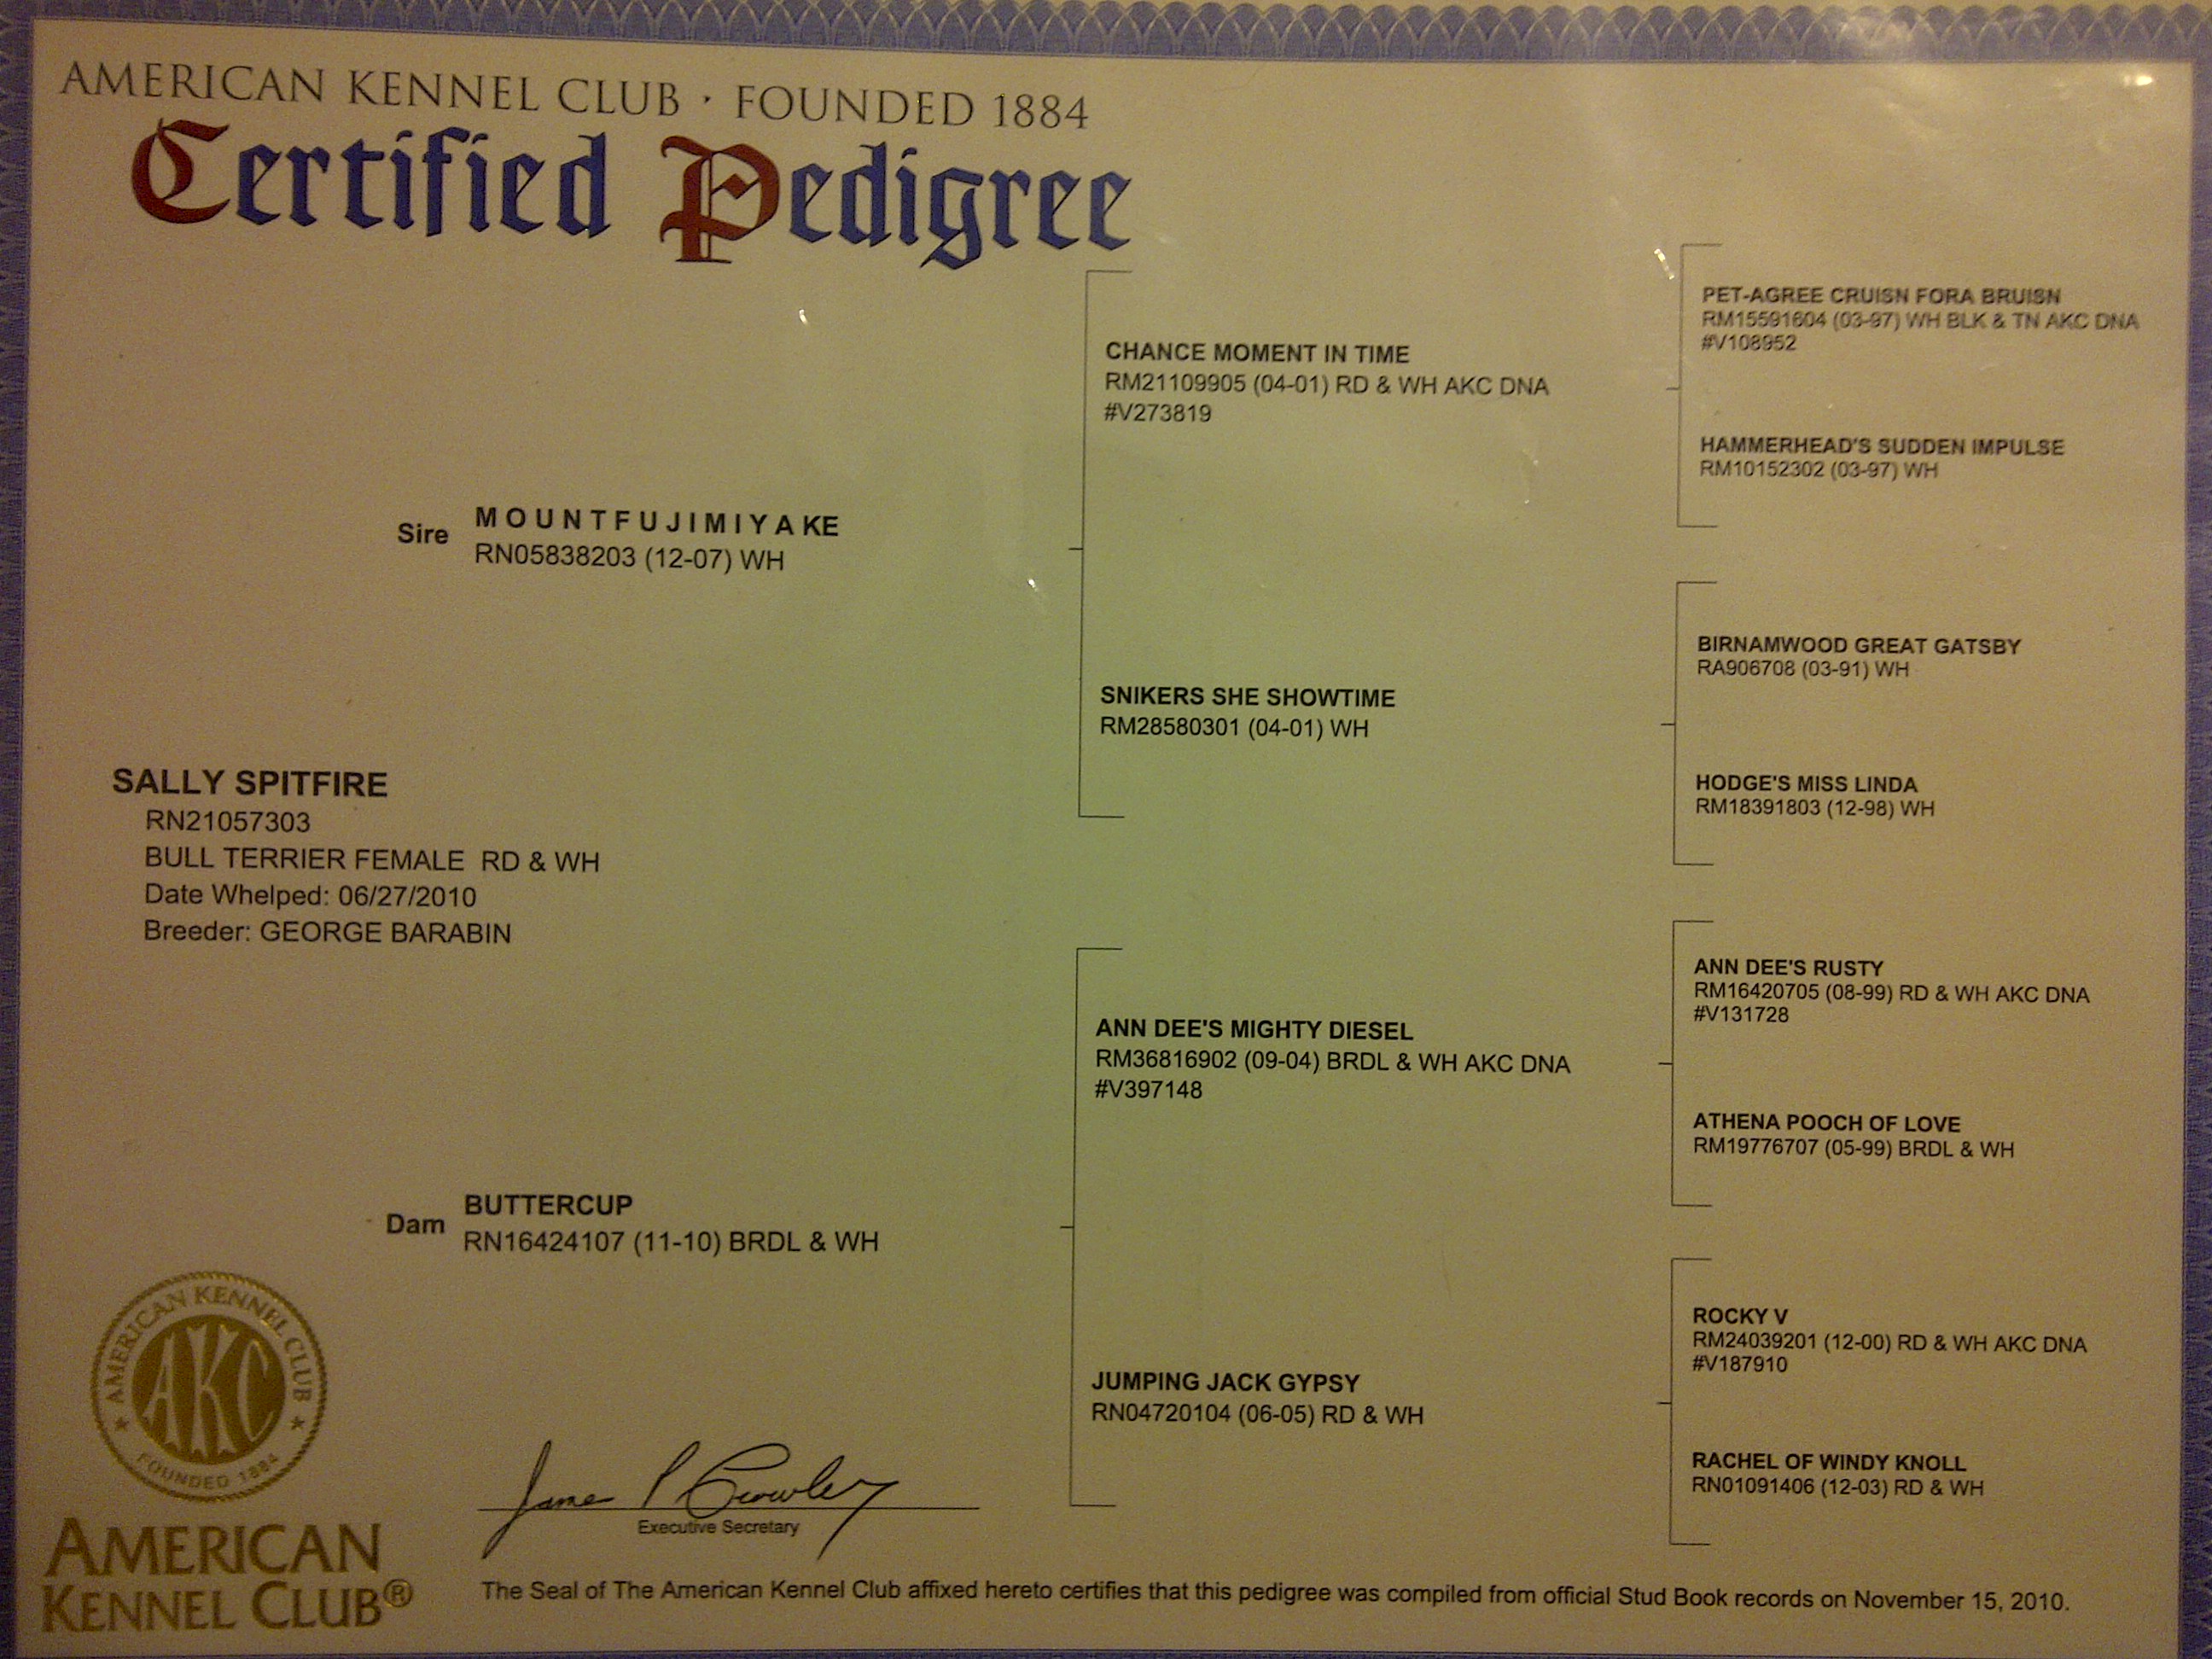 AMERICAN KENNEL CLUB · FOUNDED 1884
Certified Pedigree
PET-AGREE CRUISN FORA BRUISN
RM15591604 (03-97) WH BLK & TN AKC DNA
#V108952
CHANCE MOMENT IN TIME
RM21109905 (04-01) RD & WH AKC DNA
#V273819
HAMMERHEAD'S SUDDEN IMPULSE
RM10152302 (03-97) WH
Sire
MOUNTFUJIMIYAKE
RN05838203 (12-07) WH
BIRNAMWOOD GREAT GATSBY
RA906708 (03-91) WH
SNIKERS SHE SHOWTIME
RM28580301 (04-01) WH
HODGE'S MISS LINDA
RM18391803 (12-98) WH
SALLY SPITFIRE
RN21057303
BULL TERRIER FEMALE RD & WH
Date Whelped: 06/27/2010
Breeder: GEORGE BARABIN
ANN DEE'S RUSTY
RM16420705 (08-99) RD & WH AKC DNA
#V131728
ANN DEE'S MIGHTY DIESEL
RM36816902 (09-04) BRDL & WH AKC DNA
#V397148
ATHENA POOCH OF LOVE
RM19776707 (05-99) BRDL & WH
Dam
BUTTERCUP
RN16424107 (11-10) BRDL & WH
ROCKY V
RM24039201 (12-00) RD & WH AKC DNA
#V187910
JUMPING JACK GYPSY
RN04720104 (06-05) RD & WH
RACHEL OF WINDY KNOLL
RN01091406 (12-03) RD & WH
AMERICAN KENNEL CLUB
AKC
FOUNDED 1884
James P Crowley
Executive Secretary
AMERICAN
KENNEL CLUB®
The Seal of The American Kennel Club affixed hereto certifies that this pedigree was compiled from official Stud Book records on November 15, 2010.